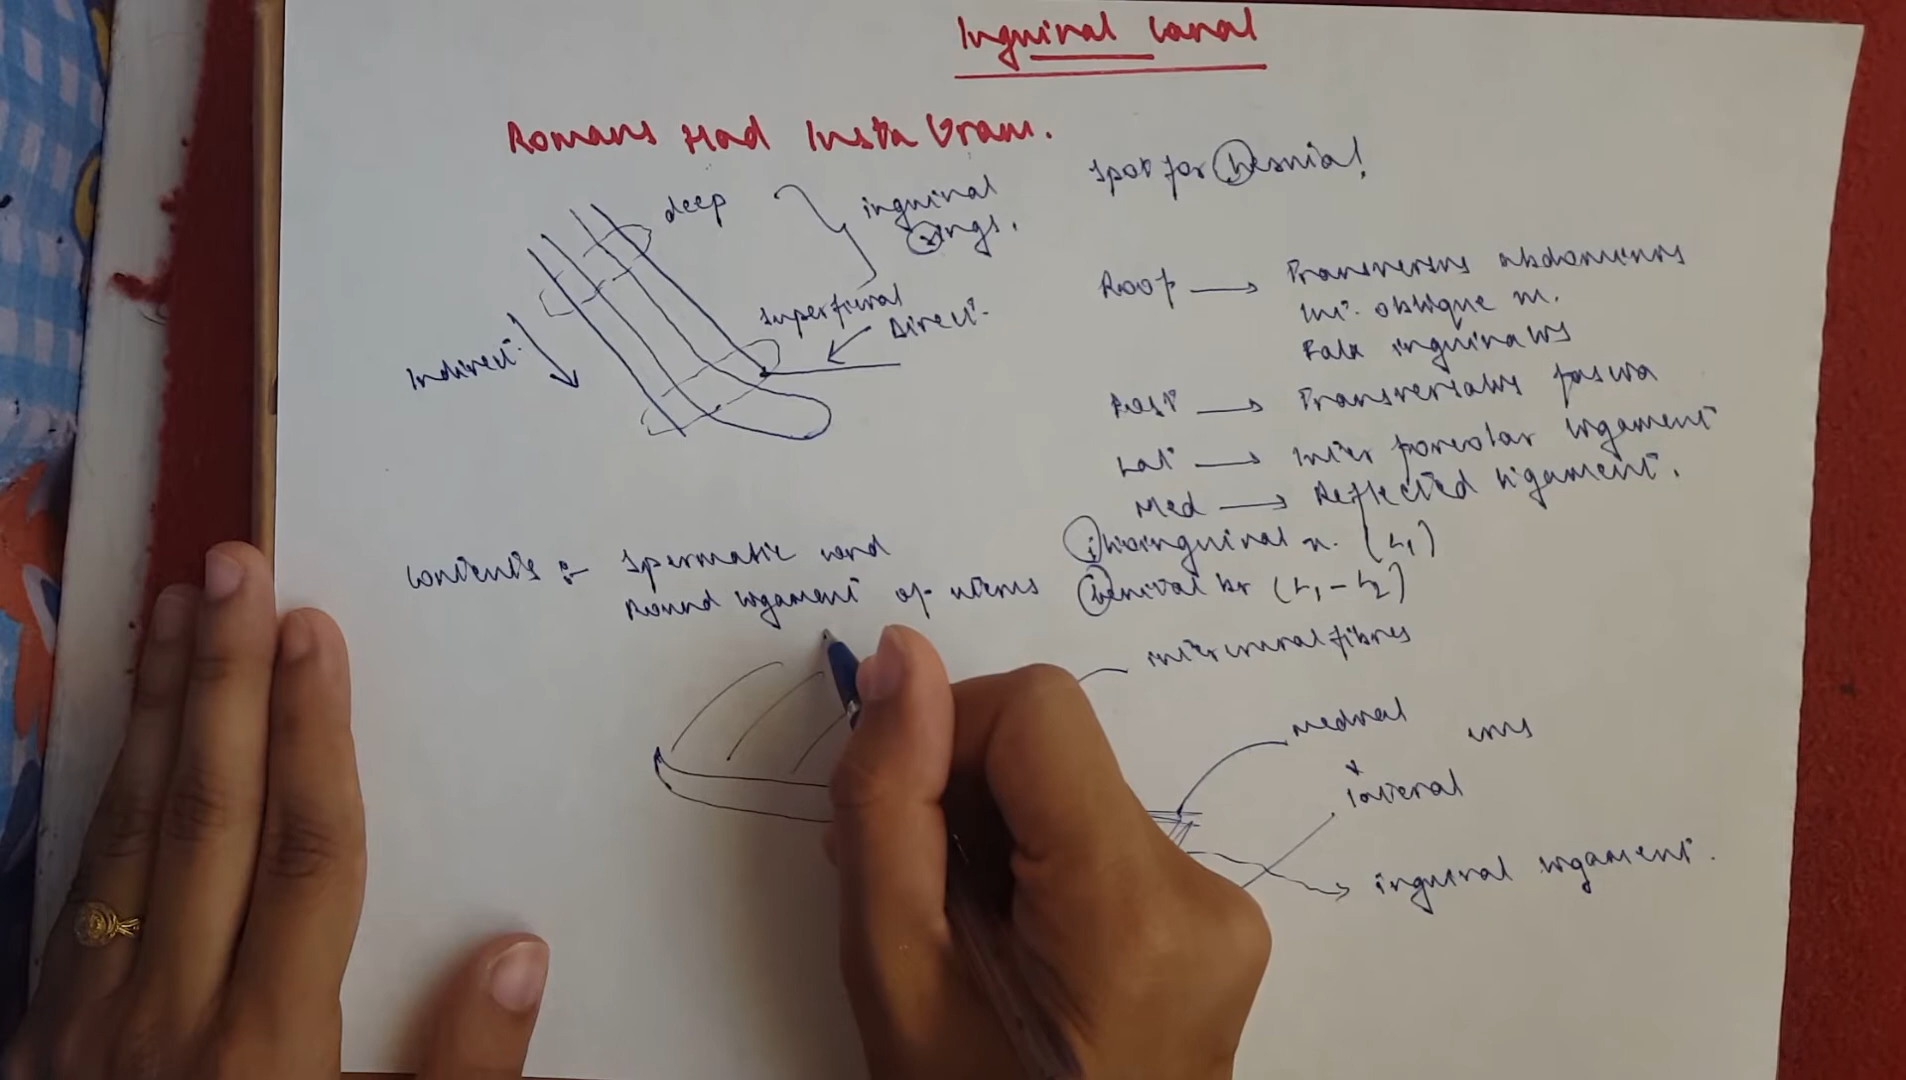 Inguinal Canal
Romans Had Insta Gram.
Spot for hernia!
deep
inguinal
rings.
superficial
Direct
Indirect
Roof → Transversus abdominis
Int. oblique m.
Falx inguinalis
Post → Transversalis fascia
Lat → Inter foveolar ligament
Med → Reflected ligament.
Contents :- Spermatic cord
Round ligament of uterus
ilioinguinal n. (L1)
Genital br (L1 - L2)
intercrural fibres
medial
lateral
inguinal ligament.